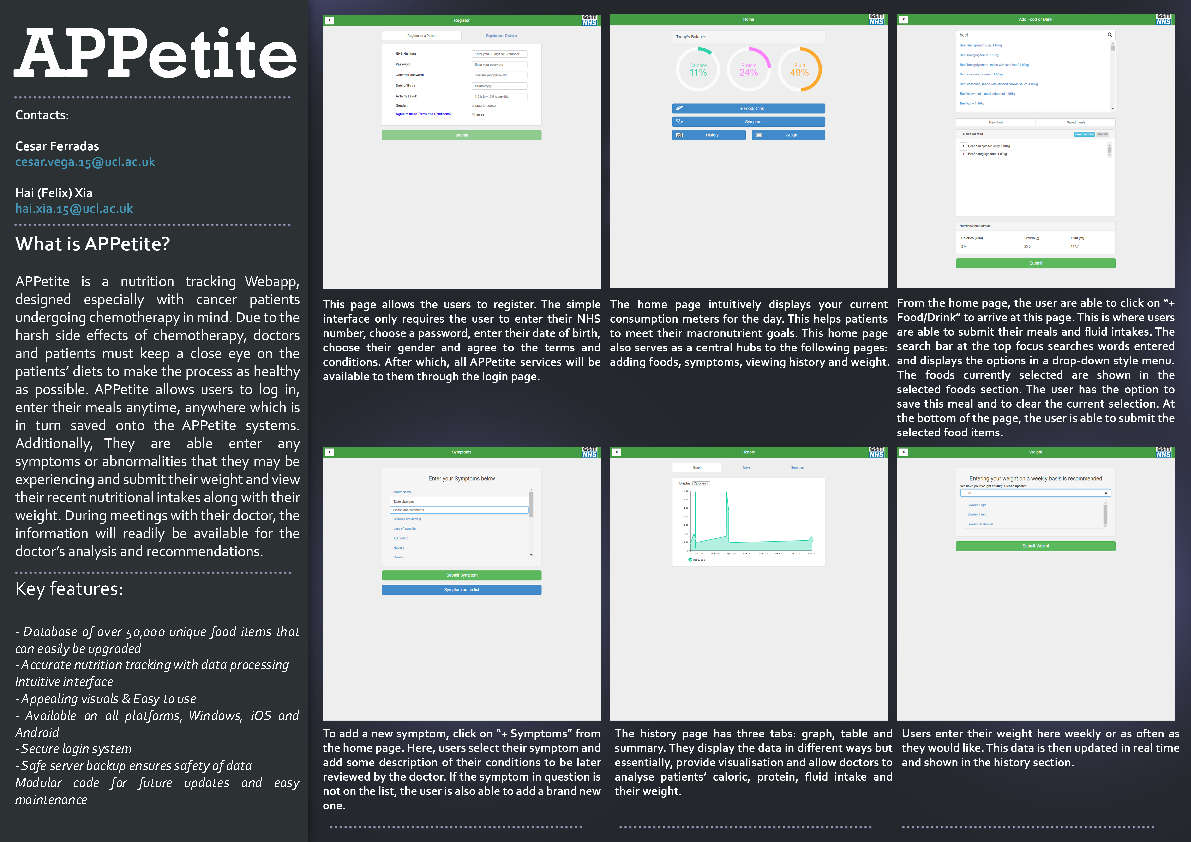 APPetite
Contacts:
Cesar Ferradas
cesar.vega.15@ucl.ac.uk
Hai (Felix) Xia
hai.xia.15@ucl.ac.uk
What is APPetite?
APPetite is a nutrition tracking Webapp,
designed especially with cancer patients
undergoing chemotherapy in mind. Due to the
harsh side effects of chemotherapy, doctors
and patients must keep a close eye on the
patients' diets to make the process as healthy
as possible. APPetite allows users to log in,
enter their meals anytime, anywhere which is
in turn saved onto the APPetite systems.
Additionally, They are able enter any
symptoms or abnormalities that they may be
experiencing and submit their weight and view
their recent nutritional intakes along with their
weight. During meetings with their doctor, the
information will readily be available for the
doctor's analysis and recommendations.
Key features:
- Database of over 50,000 unique food items that
can easily be upgraded
- Accurate nutrition tracking with data processing
Intuitive interface
- Appealing visuals & Easy to use
- Available on all platforms, Windows, iOS and
Android
- Secure login system
- Safe server backup ensures safety of data
Modular code for future updates and easy
maintenance
Register
NHS
Submit
This page allows the users to register. The simple
interface only requires the user to enter their NHS
number, choose a password, enter their date of birth,
choose their gender and agree to the terms and
conditions. After which, all APPetite services will be
available to them through the login page.
Home
NHS
Calories
11%
Protein
24%
Fluid
49%
History
The home page intuitively displays your current
consumption meters for the day. This helps patients
to meet their macronutrient goals. This home page
also serves as a central hubs to the following pages:
adding foods, symptoms, viewing history and weight.
Add Food or Drink
NHS
beef
Submit
From the home page, the user are able to click on "+
Food/Drink" to arrive at this page. This is where users
are able to submit their meals and fluid intakes. The
search bar at the top focus searches words entered
and displays the options in a drop-down style menu.
The foods currently selected are shown in the
selected foods section. The user has the option to
save this meal and to clear the current selection. At
the bottom of the page, the user is able to submit the
selected food items.
Symptoms
NHS
Enter your Symptoms below
Taste changes
Submit Symptom
Symptom not in list
To add a new symptom, click on "+ Symptoms" from
the home page. Here, users select their symptom and
add some description of their conditions to be later
reviewed by the doctor. If the symptom in question is
not on the list, the user is also able to add a brand new
one.
History
NHS
The history page has three tabs: graph, table and
summary. They display the data in different ways but
essentially, provide visualisation and allow doctors to
analyse patients' caloric, protein, fluid intake and
their weight.
Weight
NHS
Entering your weight on a weekly basis is recommended
Submit Weight
Users enter their weight here weekly or as often as
they would like. This data is then updated in real time
and shown in the history section.